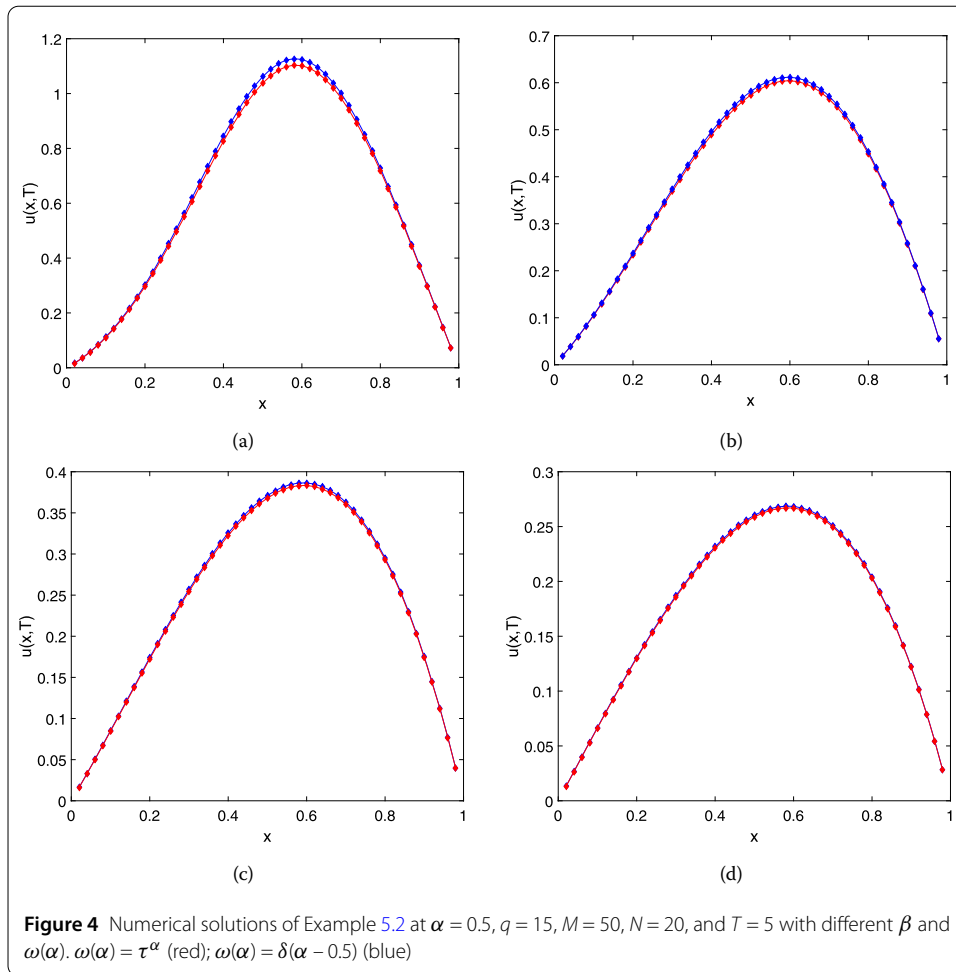 1.2
1
0.8
0.6
0.4
0.2
0
u(x,T)
0 0.2 0.4 0.6 0.8 1
x
(a)
0.7
0.6
0.5
0.4
0.3
0.2
0.1
0
u(x,T)
0 0.2 0.4 0.6 0.8 1
x
(b)
0.4
0.35
0.3
0.25
0.2
0.15
0.1
0.05
0
u(x,T)
0 0.2 0.4 0.6 0.8 1
x
(c)
0.3
0.25
0.2
0.15
0.1
0.05
0
u(x,T)
0 0.2 0.4 0.6 0.8 1
x
(d)
Figure 4 Numerical solutions of Example 5.2 at α = 0.5, q = 15, M = 50, N = 20, and T = 5 with different β and
ω(α). ω(α) = τ^α (red); ω(α) = δ(α – 0.5) (blue)